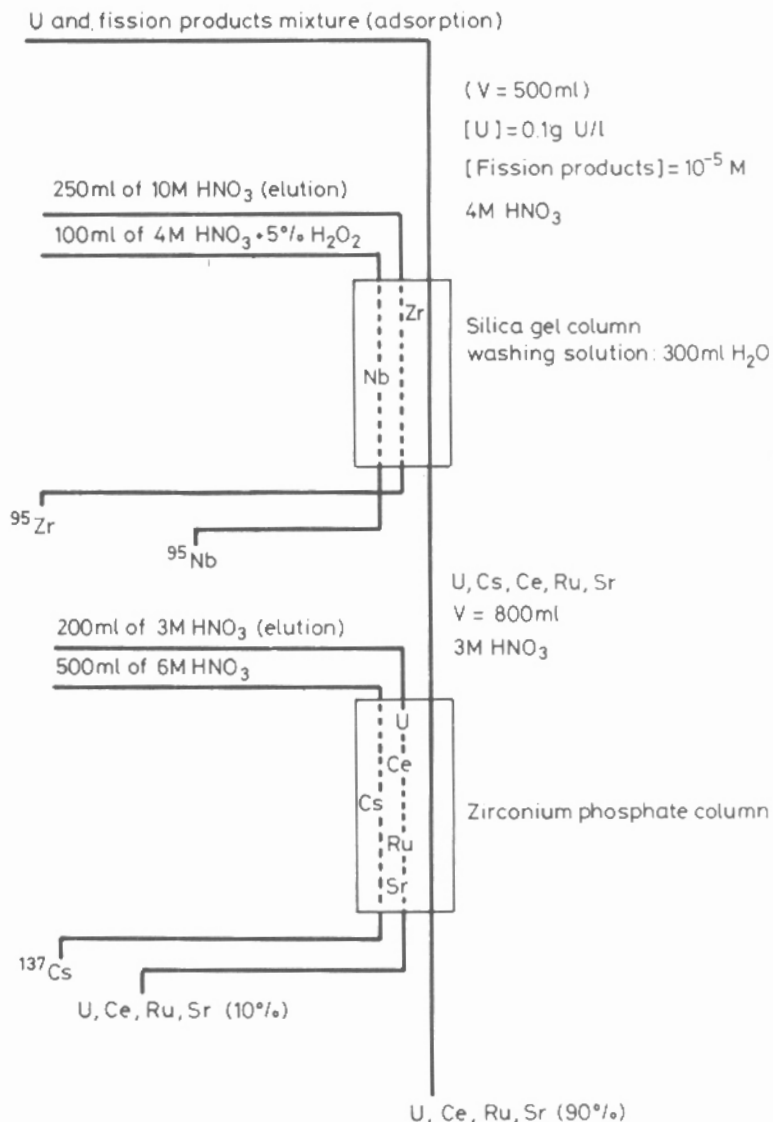 U and fission products mixture (adsorption)
(V = 500ml)
[U] = 0.1g U/l
[Fission products] = 10⁻⁵ M
4M HNO₃
250ml of 10M HNO₃ (elution)
100ml of 4M HNO₃ + 5% H₂O₂
Zr
Nb
Silica gel column
washing solution: 300ml H₂O
⁹⁵Zr
⁹⁵Nb
U, Cs, Ce, Ru, Sr
V = 800ml
3M HNO₃
200ml of 3M HNO₃ (elution)
500ml of 6M HNO₃
U
Ce
Cs
Ru
Sr
Zirconium phosphate column
¹³⁷Cs
U, Ce, Ru, Sr (10%)
U, Ce, Ru, Sr (90%)